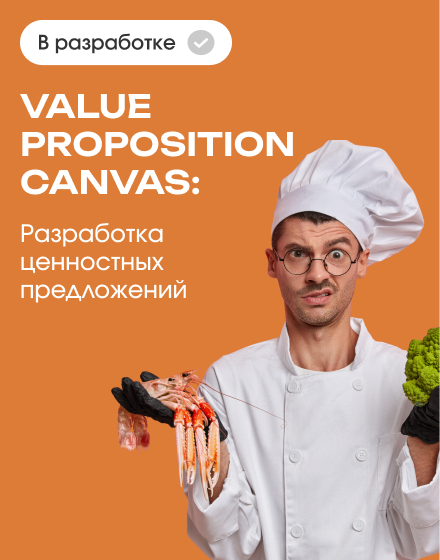 В разработке
VALUE
PROPOSITION
CANVAS:
Разработка
ценностных
предложений